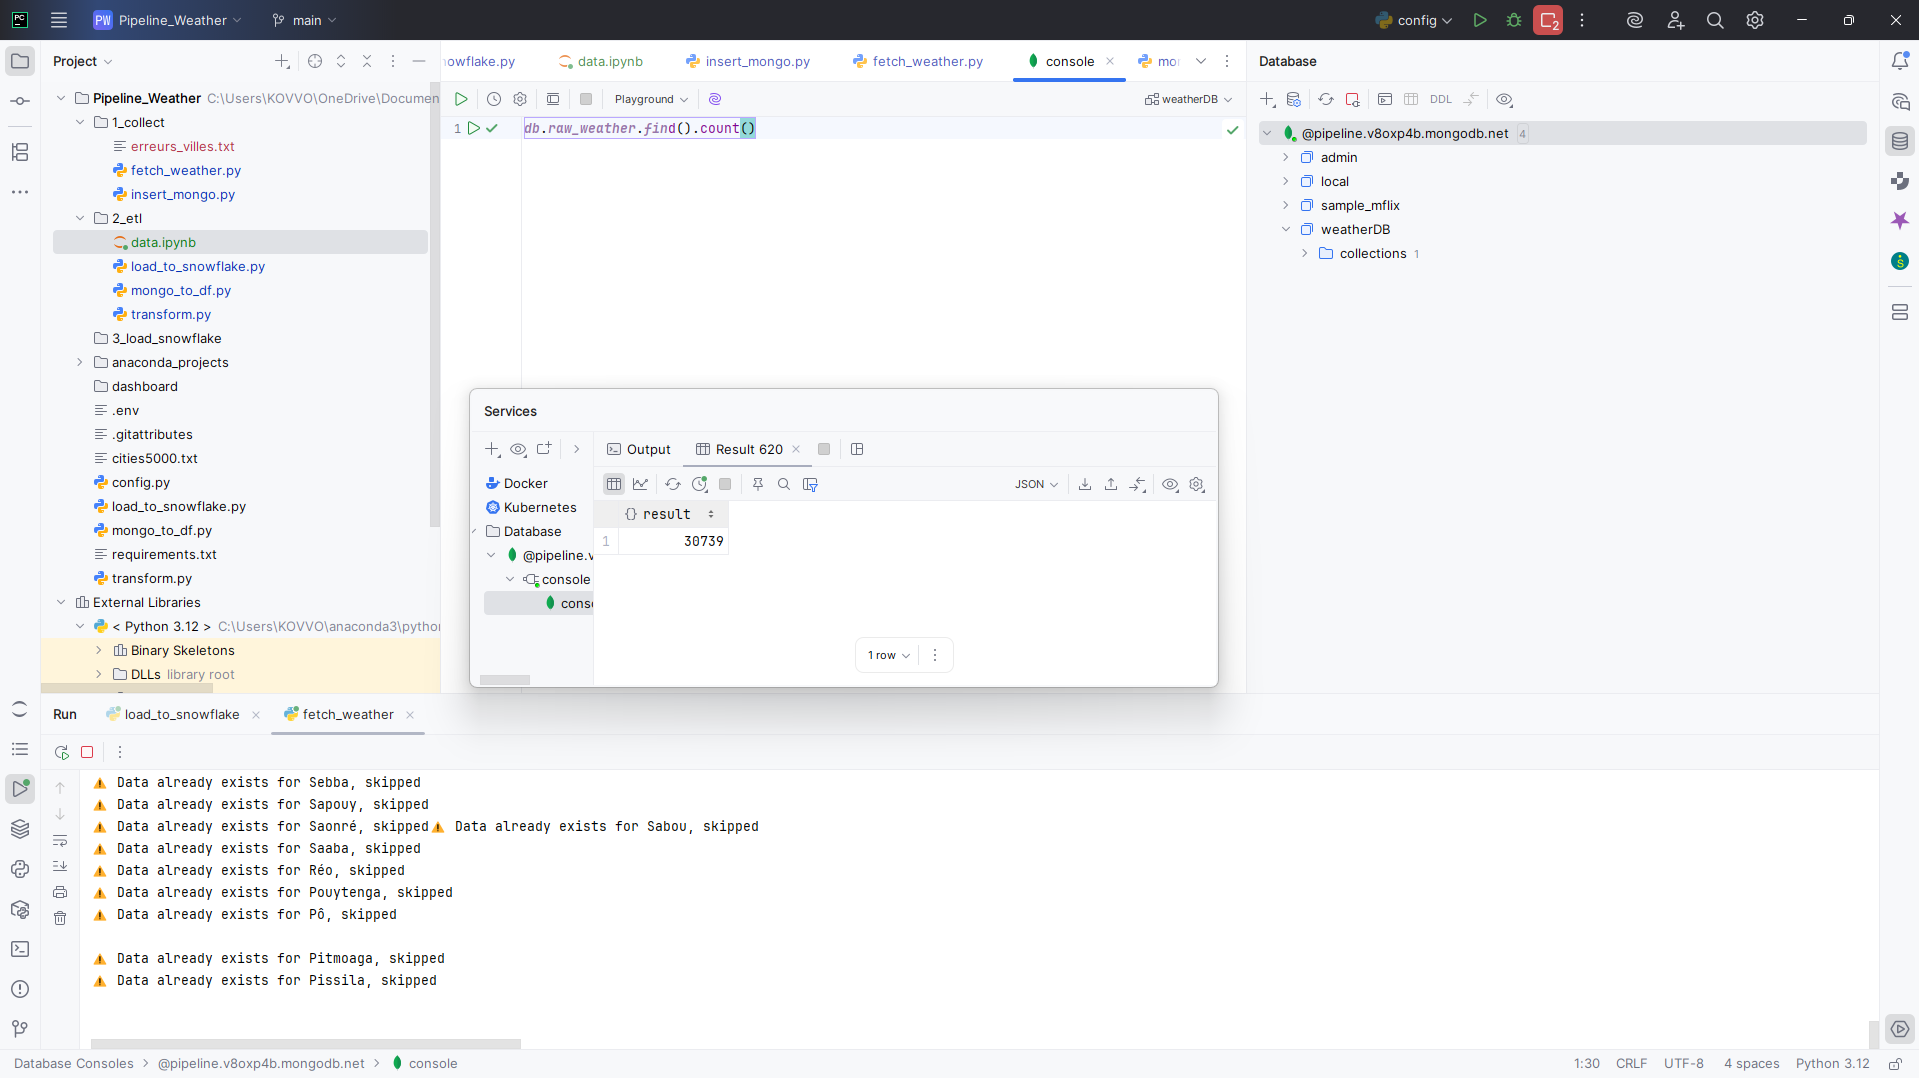 PC
PW Pipeline_Weather
main
config
2
Project
Pipeline_Weather C:\Users\KOVVO\OneDrive\Documen
1_collect
erreurs_villes.txt
fetch_weather.py
insert_mongo.py
2_etl
data.ipynb
load_to_snowflake.py
mongo_to_df.py
transform.py
3_load_snowflake
anaconda_projects
dashboard
.env
.gitattributes
cities5000.txt
config.py
load_to_snowflake.py
mongo_to_df.py
requirements.txt
transform.py
External Libraries
< Python 3.12 > C:\Users\KOVVO\anaconda3\python
Binary Skeletons
DLLs library root
owflake.py
data.ipynb
insert_mongo.py
fetch_weather.py
console
mor
Playground
weatherDB
1
db.raw_weather.find().count()
Database
DDL
@pipeline.v8oxp4b.mongodb.net 4
admin
local
sample_mflix
weatherDB
collections 1
Services
Output
Result 620
Docker
Kubernetes
Database
@pipeline.v
console
conso
JSON
{} result
1 30739
1 row
Run
load_to_snowflake
fetch_weather
Data already exists for Sebba, skipped
Data already exists for Sapouy, skipped
Data already exists for Saonré, skipped Data already exists for Sabou, skipped
Data already exists for Saaba, skipped
Data already exists for Réo, skipped
Data already exists for Pouytenga, skipped
Data already exists for Pô, skipped
Data already exists for Pitmoaga, skipped
Data already exists for Pissila, skipped
Database Consoles > @pipeline.v8oxp4b.mongodb.net > console
1:30 CRLF UTF-8 4 spaces Python 3.12